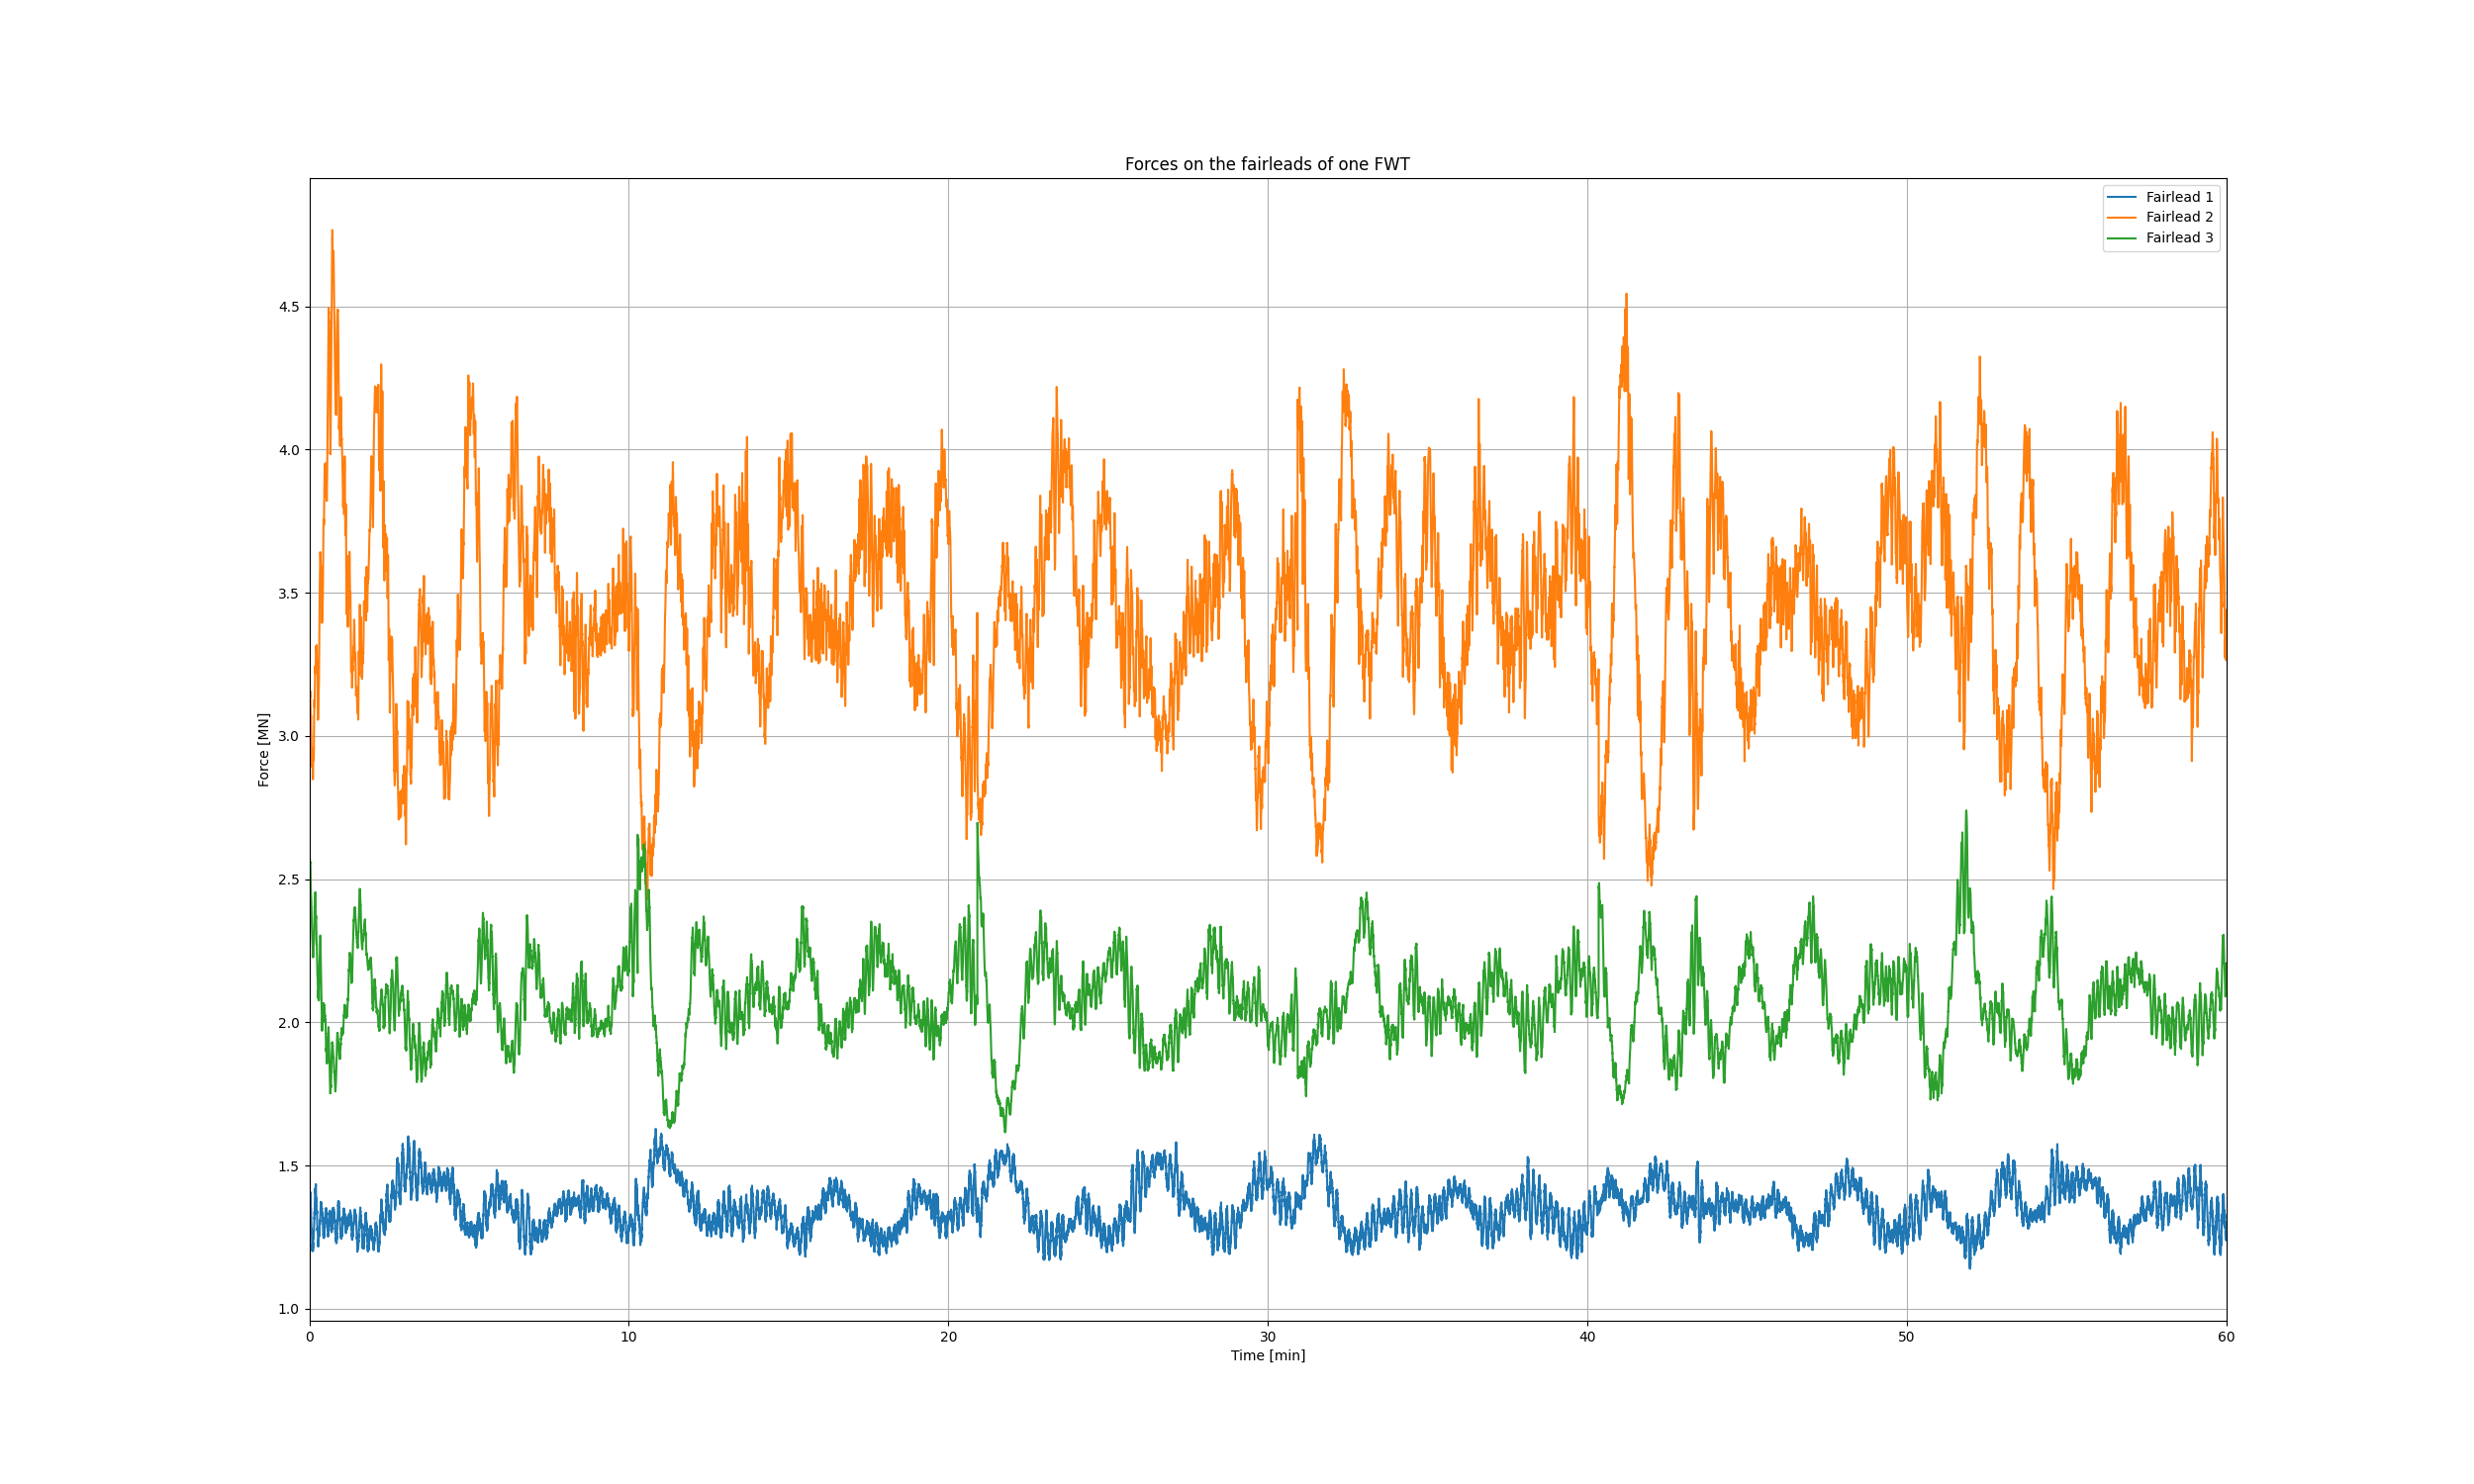 Forces on the fairleads of one FWT
Fairlead 1
Fairlead 2
Fairlead 3
Force [MN]
4.5
4.0
3.5
3.0
2.5
2.0
1.5
1.0
0 10 20 30 40 50 60
Time [min]